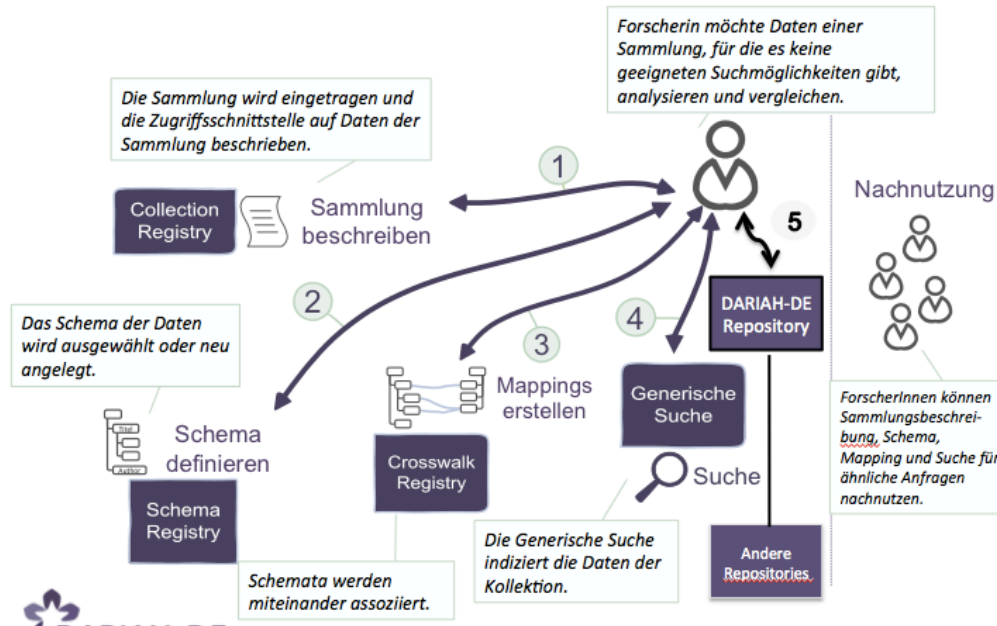 Forscherin möchte Daten einer
Sammlung, für die es keine
geeigneten Suchmöglichkeiten gibt,
analysieren und vergleichen.
Die Sammlung wird eingetragen und
die Zugriffsschnittstelle auf Daten der
Sammlung beschrieben.
1
Collection
Registry
Sammlung
beschreiben
Nachnutzung
5
2
DARIAH-DE
Repository
Das Schema der Daten
wird ausgewählt oder neu
angelegt.
4
3
Titel
Author
Schema
definieren
Schema
Registry
Mappings
erstellen
Crosswalk
Registry
Generische
Suche
Suche
ForscherInnen können
Sammlungsbeschrei-
bung, Schema,
Mapping und Suche für
ähnliche Anfragen
nachnutzen.
Die Generische Suche
indiziert die Daten der
Kollektion.
Andere
Repositories
Schemata werden
miteinander assoziiert.